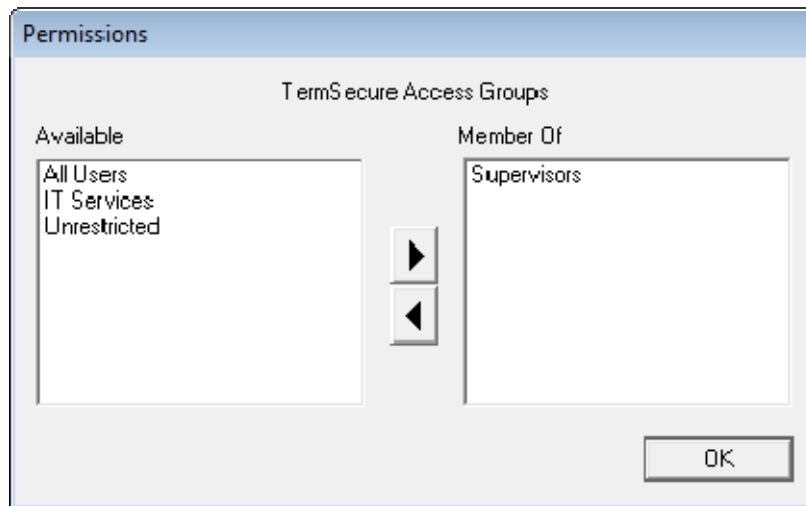 Permissions
TermSecure Access Groups
Available
Member Of
All Users
IT Services
Unrestricted
Supervisors
OK